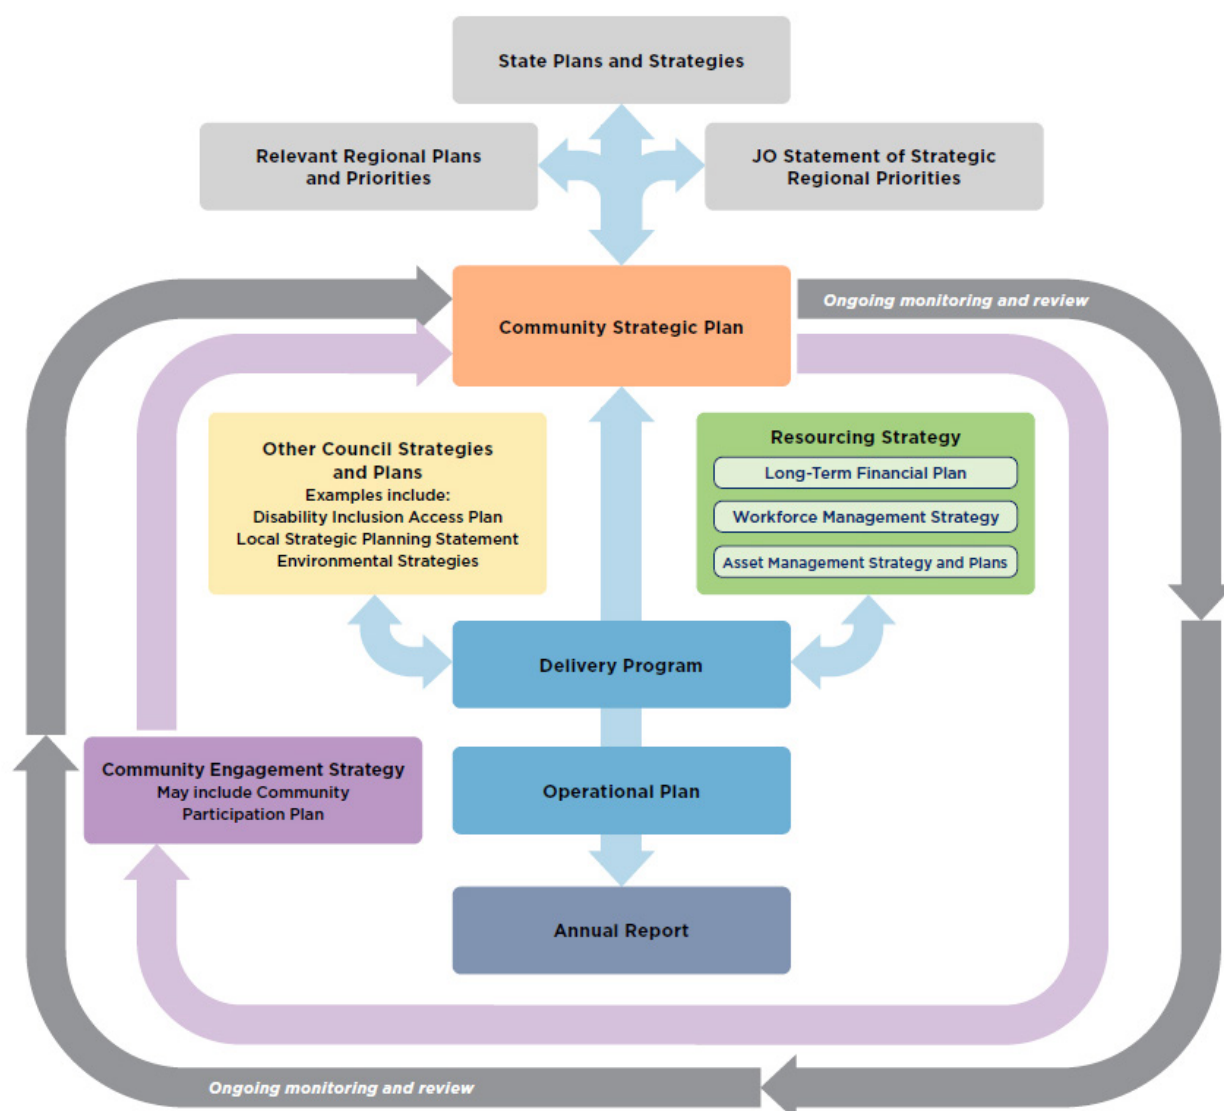 State Plans and Strategies
Relevant Regional Plans
and Priorities
JO Statement of Strategic
Regional Priorities
Ongoing monitoring and review
Community Strategic Plan
Other Council Strategies
and Plans
Examples include:
Disability Inclusion Access Plan
Local Strategic Planning Statement
Environmental Strategies
Resourcing Strategy
Long-Term Financial Plan
Workforce Management Strategy
Asset Management Strategy and Plans
Delivery Program
Community Engagement Strategy
May include Community
Participation Plan
Operational Plan
Annual Report
Ongoing monitoring and review